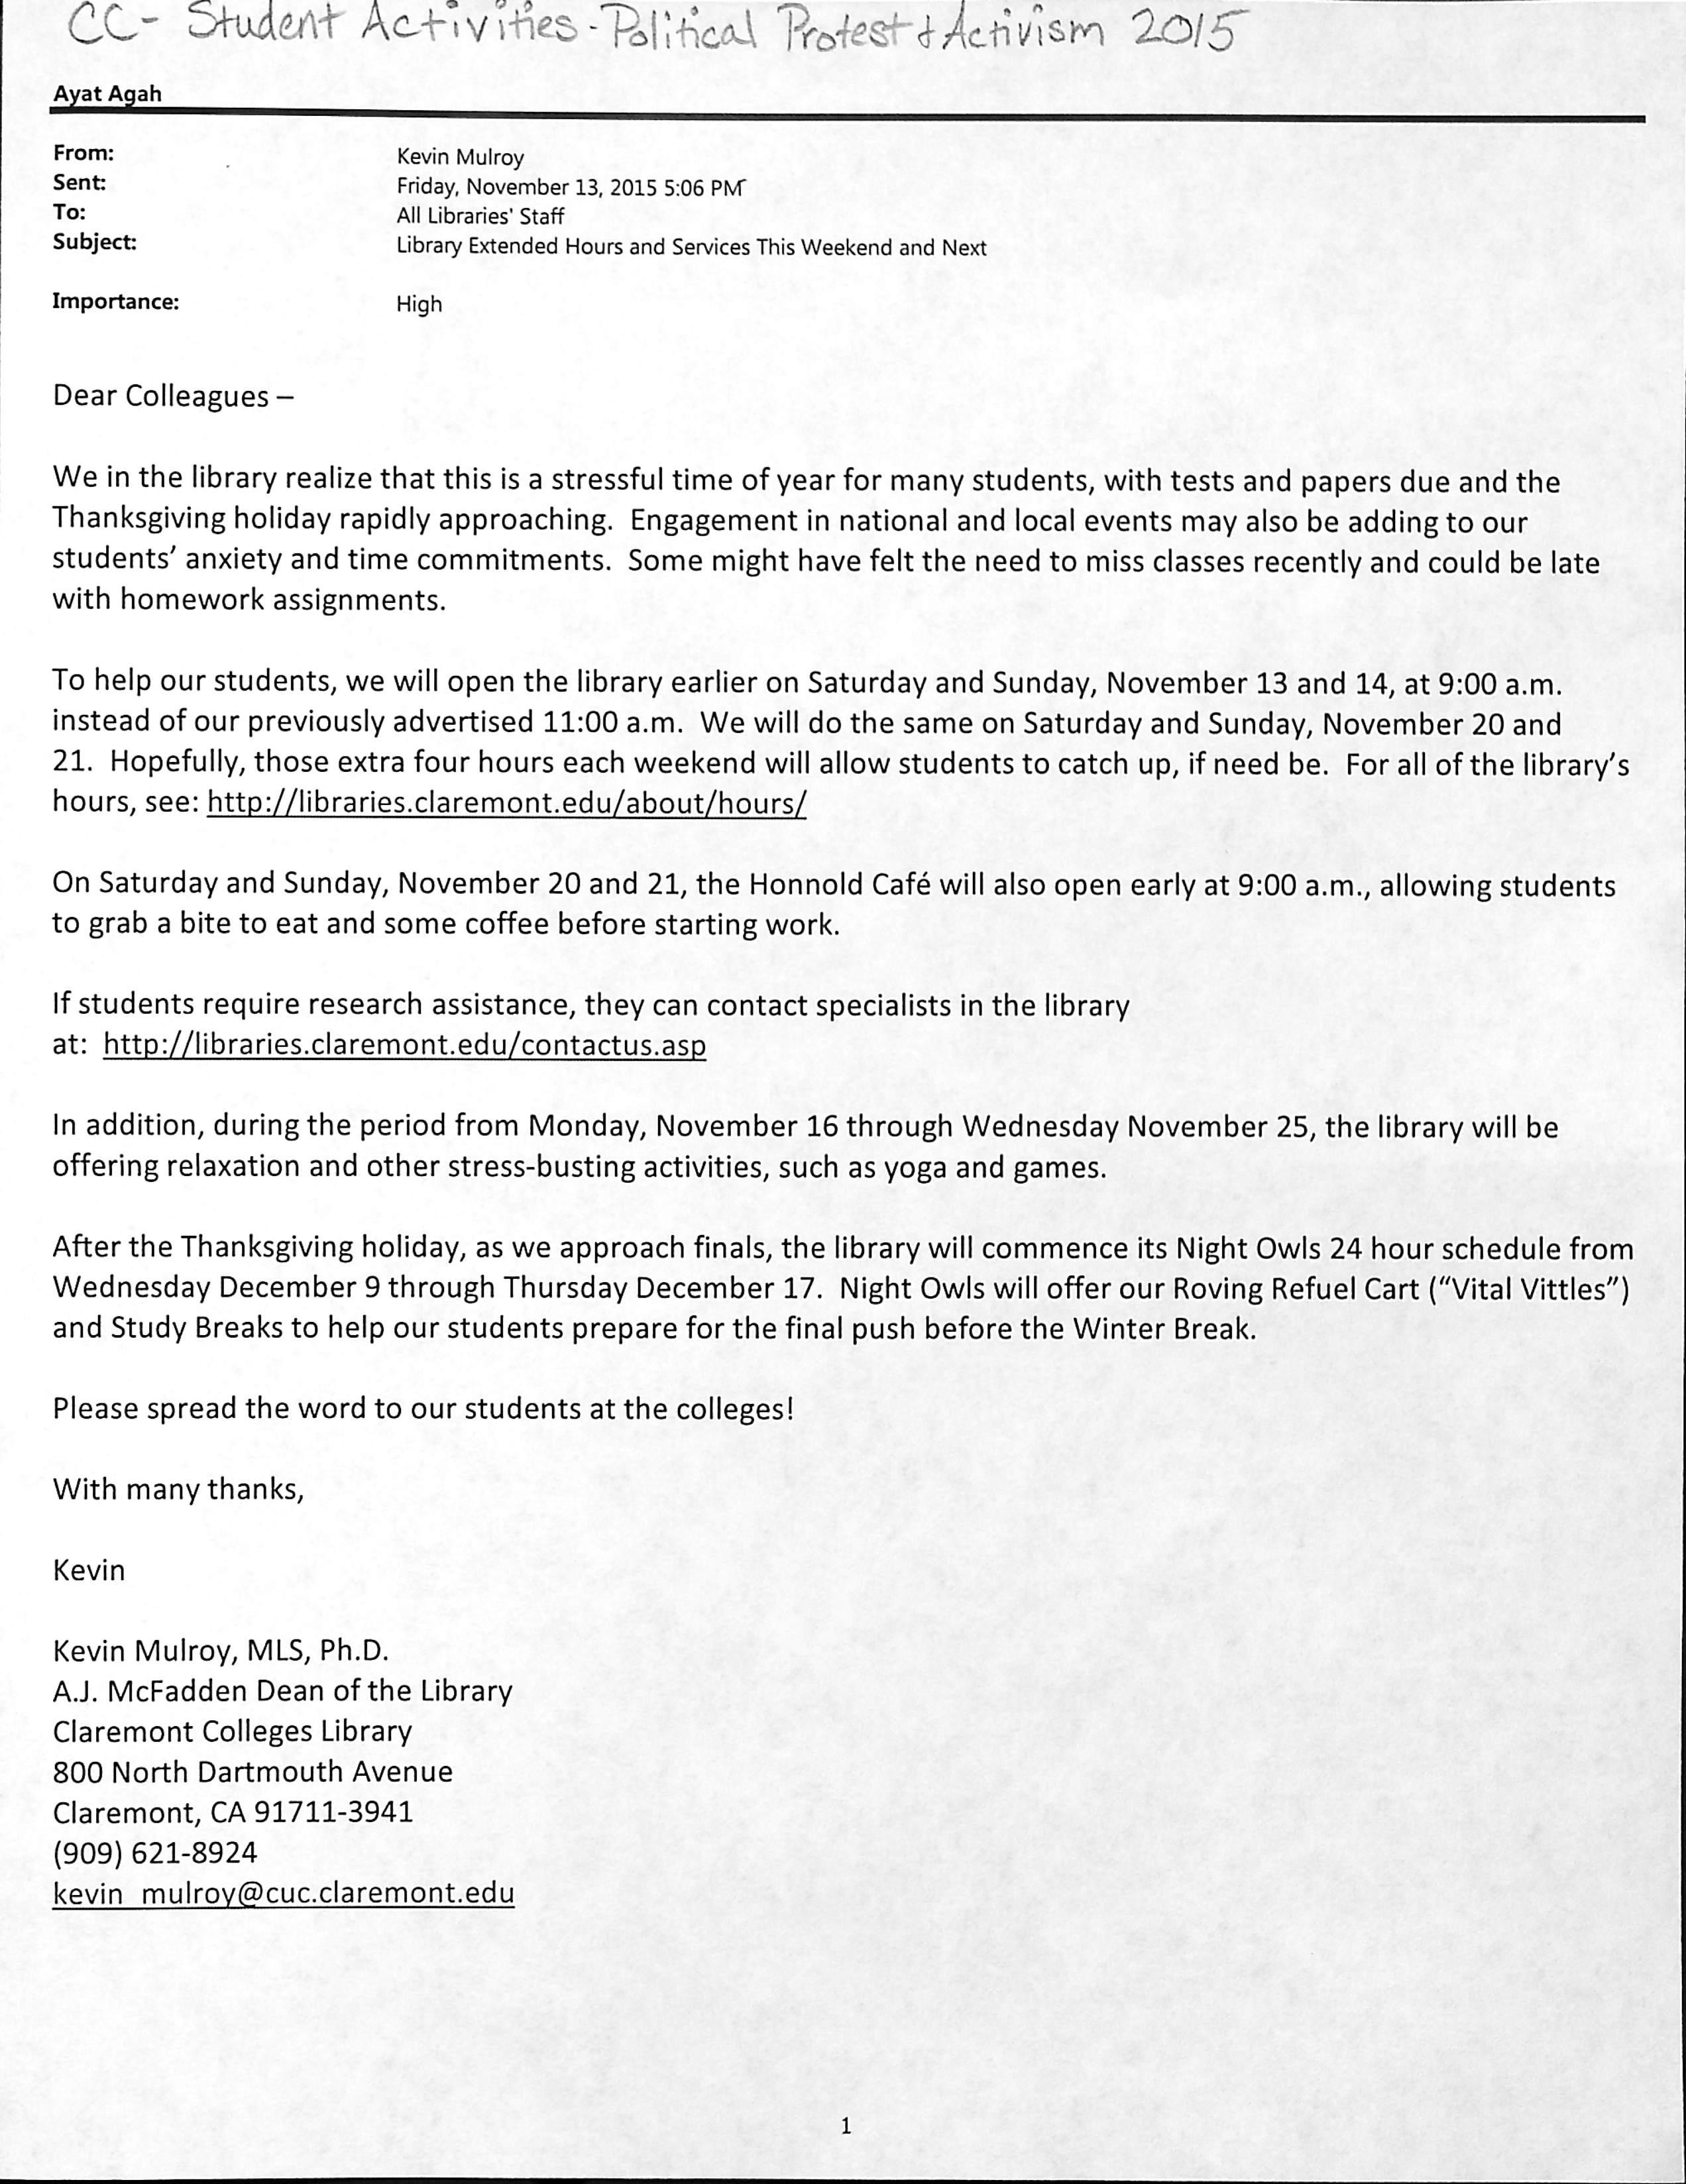 CC- Student Activities - Political Protest & Activism 2015
Ayat Agah
From: Kevin Mulroy
Sent: Friday, November 13, 2015 5:06 PM
To: All Libraries' Staff
Subject: Library Extended Hours and Services This Weekend and Next
Importance: High
Dear Colleagues –
We in the library realize that this is a stressful time of year for many students, with tests and papers due and the
Thanksgiving holiday rapidly approaching.  Engagement in national and local events may also be adding to our
students’ anxiety and time commitments.  Some might have felt the need to miss classes recently and could be late
with homework assignments.
To help our students, we will open the library earlier on Saturday and Sunday, November 13 and 14, at 9:00 a.m.
instead of our previously advertised 11:00 a.m.  We will do the same on Saturday and Sunday, November 20 and
21.  Hopefully, those extra four hours each weekend will allow students to catch up, if need be.  For all of the library’s
hours, see: http://libraries.claremont.edu/about/hours/
On Saturday and Sunday, November 20 and 21, the Honnold Café will also open early at 9:00 a.m., allowing students
to grab a bite to eat and some coffee before starting work.
If students require research assistance, they can contact specialists in the library
at:  http://libraries.claremont.edu/contactus.asp
In addition, during the period from Monday, November 16 through Wednesday November 25, the library will be
offering relaxation and other stress-busting activities, such as yoga and games.
After the Thanksgiving holiday, as we approach finals, the library will commence its Night Owls 24 hour schedule from
Wednesday December 9 through Thursday December 17.  Night Owls will offer our Roving Refuel Cart (“Vital Vittles”)
and Study Breaks to help our students prepare for the final push before the Winter Break.
Please spread the word to our students at the colleges!
With many thanks,
Kevin
Kevin Mulroy, MLS, Ph.D.
A.J. McFadden Dean of the Library
Claremont Colleges Library
800 North Dartmouth Avenue
Claremont, CA 91711-3941
(909) 621-8924
kevin_mulroy@cuc.claremont.edu
1